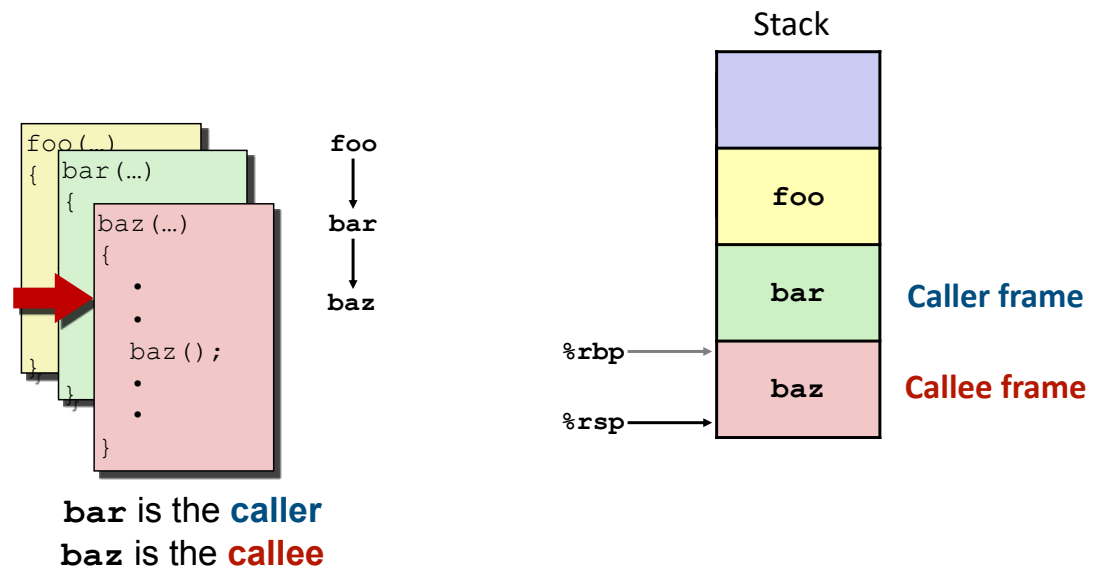 Stack
foo(…)
{
bar(…)
{
baz(…)
{
•
•
baz();
•
•
}
}
}
foo
bar
baz
foo
bar
baz
Caller frame
Callee frame
%rbp
%rsp
bar is the caller
baz is the callee